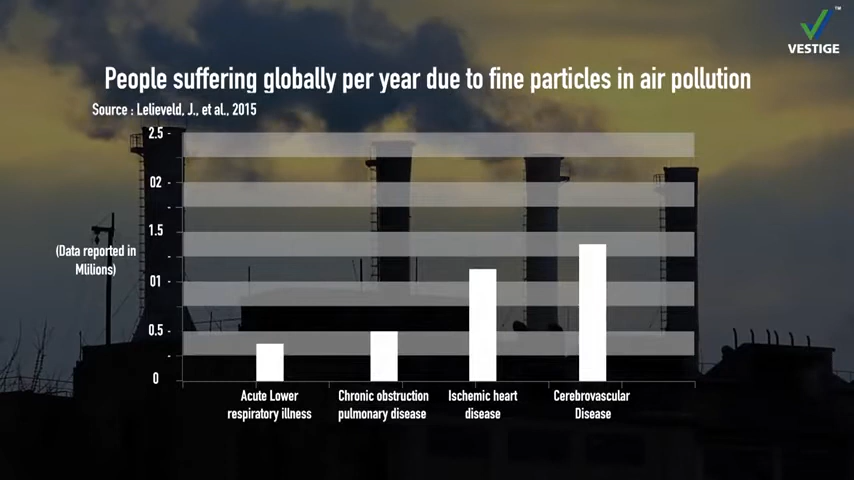 ™
VESTIGE
People suffering globally per year due to fine particles in air pollution
Source : Lelieveld, J., et al., 2015
2.5
02
1.5
(Data reported in
Mlilions)
01
0.5
0
Acute Lower
respiratory illness
Chronic obstruction
pulmonary disease
Ischemic heart
disease
Cerebrovascular
Disease